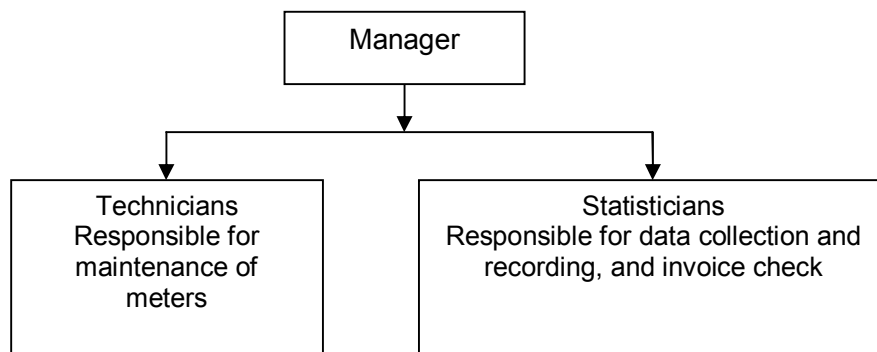 Manager
Technicians
Responsible for
maintenance of
meters
Statisticians
Responsible for data collection and
recording, and invoice check